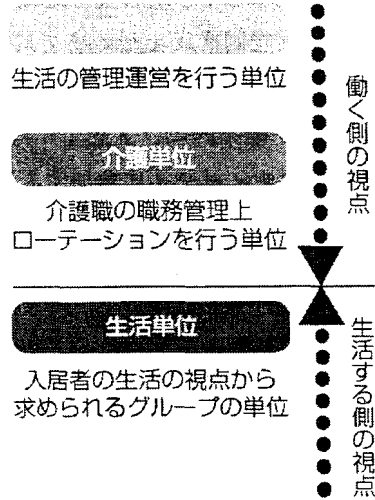 生活の管理運営を行う単位
介護単位
介護職の職務管理上
ローテーションを行う単位
働く側の視点
生活単位
入居者の生活の視点から
求められるグループの単位
生活する側の視点